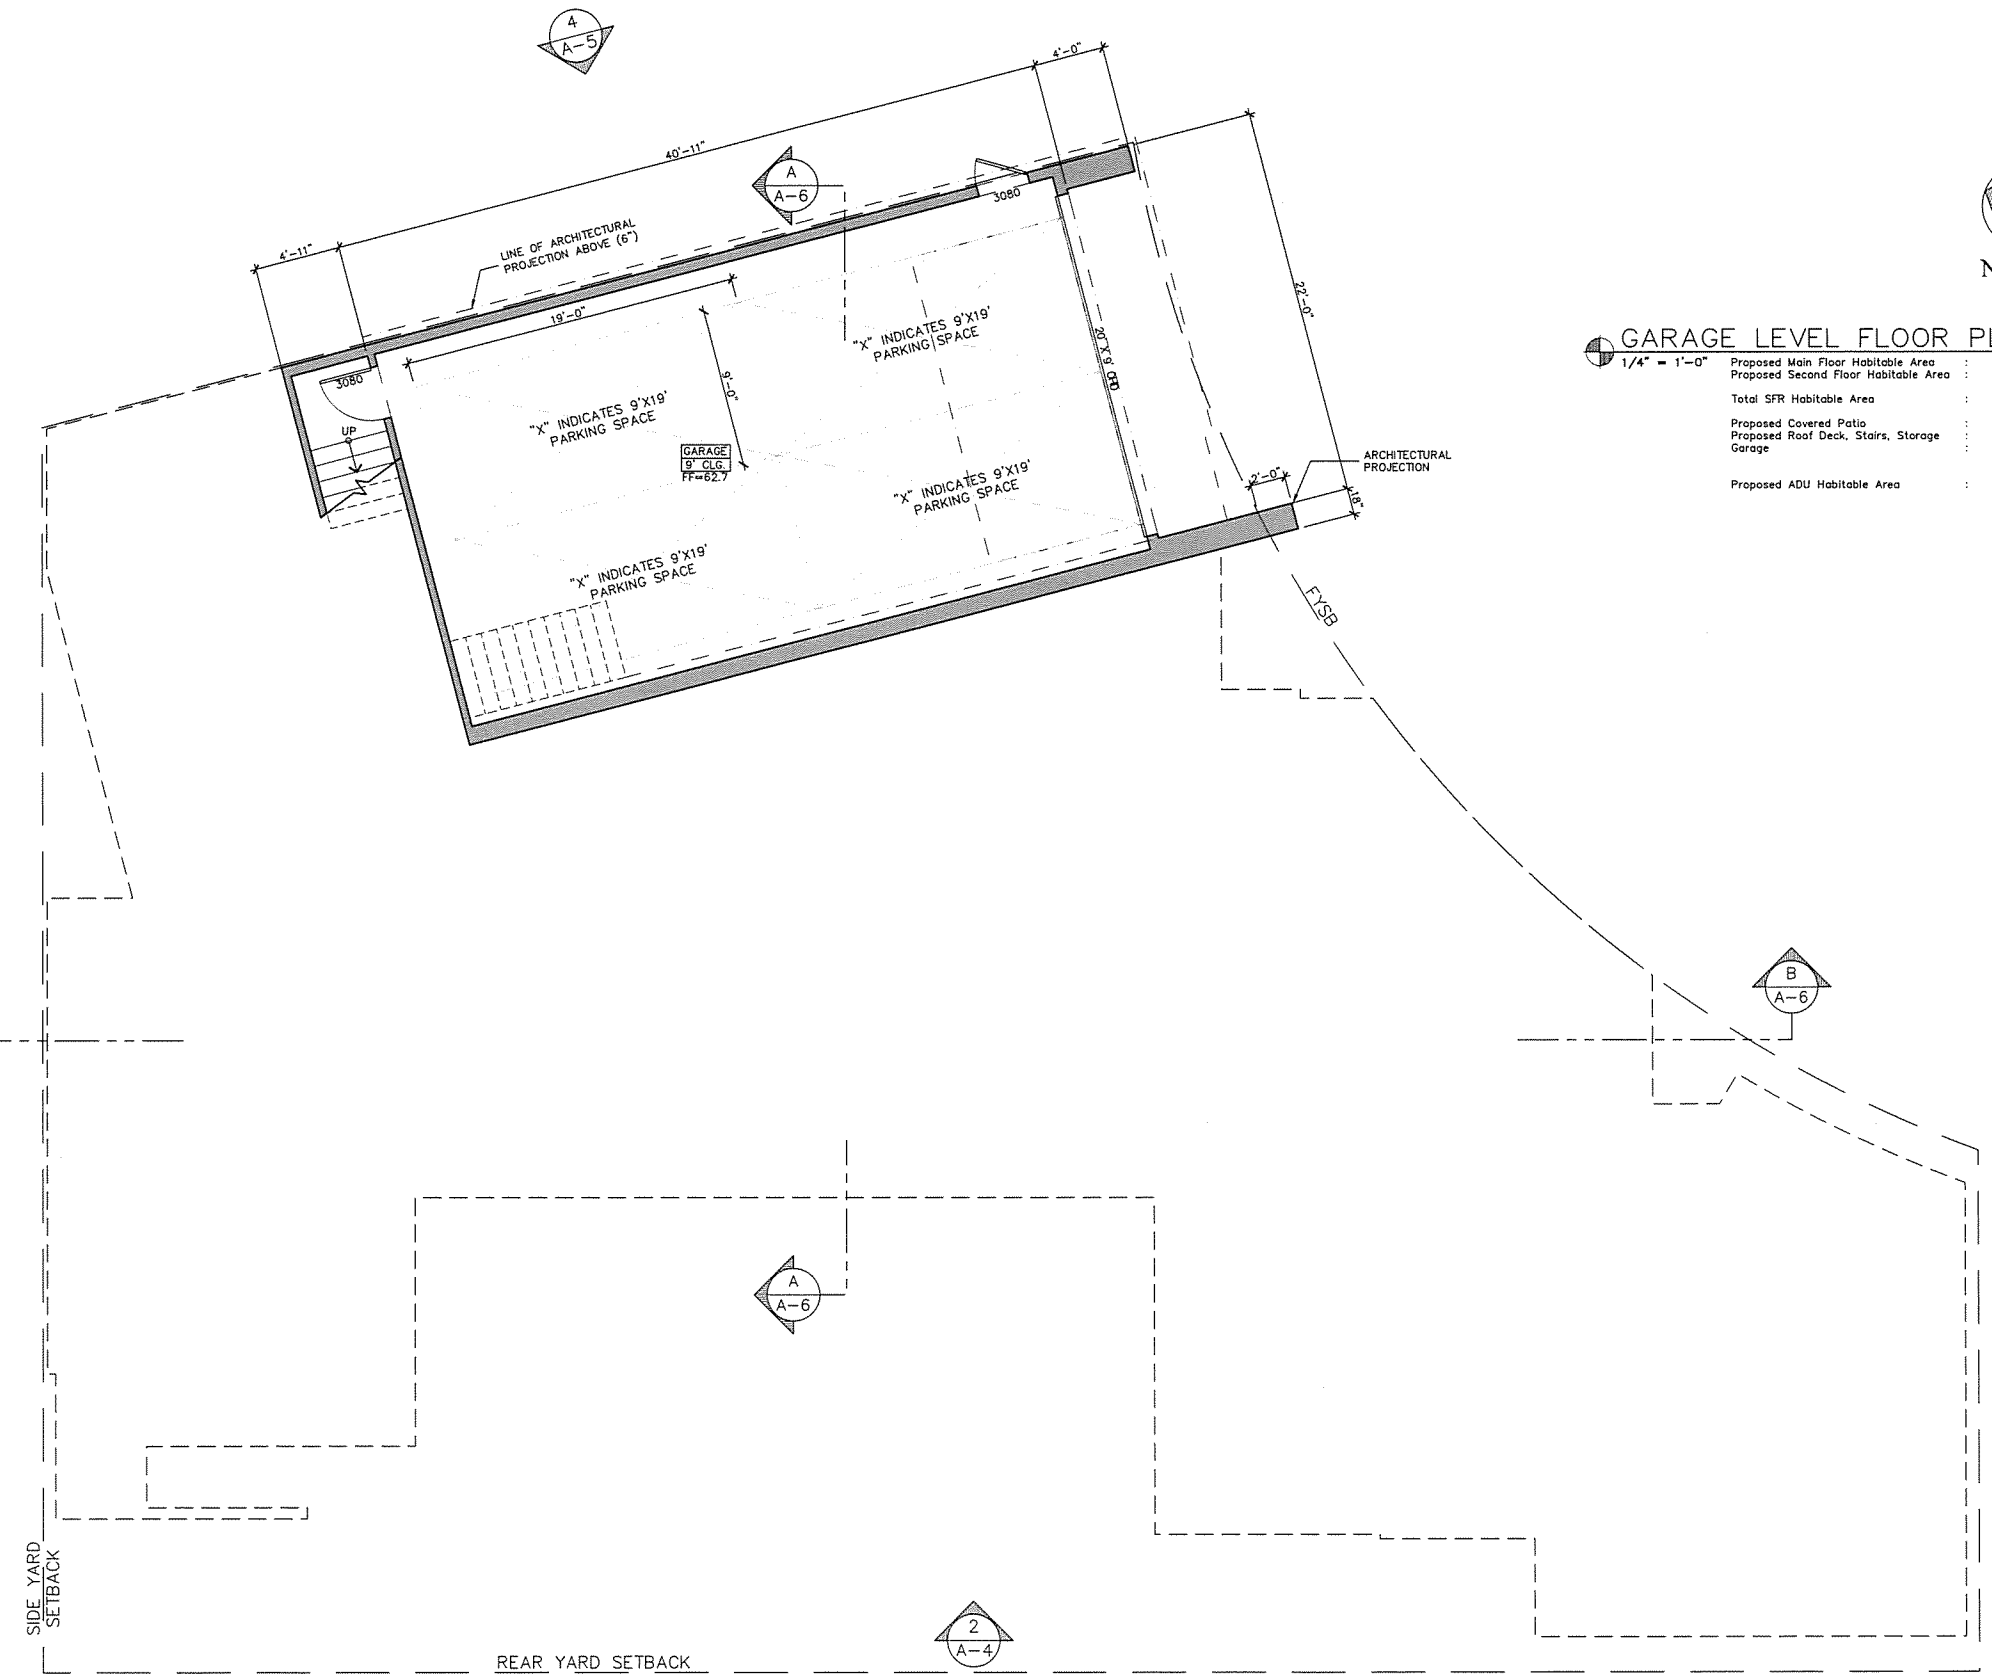 4
A-5
4'-0"
40'-11"
A
A-6
3080
4'-11"
LINE OF ARCHITECTURAL
PROJECTION ABOVE (6")
22'-0"
19'-0"
"X" INDICATES 9'X19'
PARKING SPACE
20' X 9' OHD
9'-0"
3080
"X" INDICATES 9'X19'
PARKING SPACE
UP
GARAGE
9' CLG.
FF=62.7
"X" INDICATES 9'X19'
PARKING SPACE
2'-0"
ARCHITECTURAL
PROJECTION
18"
"X" INDICATES 9'X19'
PARKING SPACE
FYSB
N
GARAGE LEVEL FLOOR PL
1/4" = 1'-0"
Proposed Main Floor Habitable Area :
Proposed Second Floor Habitable Area :
Total SFR Habitable Area :
Proposed Covered Patio :
Proposed Roof Deck, Stairs, Storage :
Garage :
Proposed ADU Habitable Area :
B
A-6
A
A-6
SIDE YARD
SETBACK
2
A-4
REAR YARD SETBACK